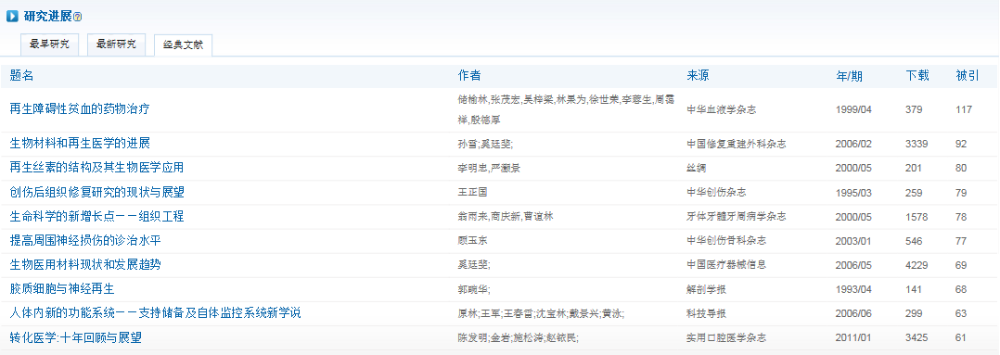 研究进展
最早研究 最新研究 经典文献
题名 作者 来源 年/期 下载 被引
再生障碍性贫血的药物治疗 储榆林,张茂宏,吴梓梁,林果为,徐世荣,李蓉生,周霭祥,殷德厚 中华血液学杂志 1999/04 379 117
生物材料和再生医学的进展 孙雪;奚廷斐; 中国修复重建外科杂志 2006/02 3339 92
再生丝素的结构及其生物医学应用 李明忠,严灏景 丝绸 2000/05 201 80
创伤后组织修复研究的现状与展望 王正国 中华创伤杂志 1995/03 259 79
生命科学的新增长点——组织工程 翁雨来,商庆新,曹谊林 牙体牙髓牙周病学杂志 2000/05 1578 78
提高周围神经损伤的诊治水平 顾玉东 中华创伤骨科杂志 2003/01 546 77
生物医用材料现状和发展趋势 奚廷斐; 中国医疗器械信息 2006/05 4229 69
胶质细胞与神经再生 郭畹华; 解剖学报 1993/04 141 68
人体内新的功能系统——支持储备及自体监控系统新学说 原林;王军;王春雷;沈宝林;戴景兴;黄泳; 科技导报 2006/06 299 63
转化医学:十年回顾与展望 陈发明;金岩;施松涛;赵铱民; 实用口腔医学杂志 2011/01 3425 61